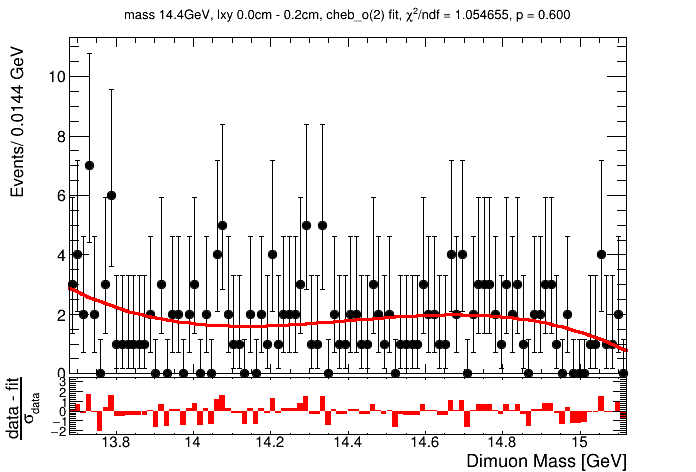 mass 14.4GeV, lxy 0.0cm - 0.2cm, cheb_o(2) fit, χ²/ndf = 1.054655, p = 0.600
Events/ 0.0144 GeV
10
8
6
4
2
0
data - fit
σdata
3
2
1
0
−1
−2
13.8 14 14.2 14.4 14.6 14.8 15
Dimuon Mass [GeV]